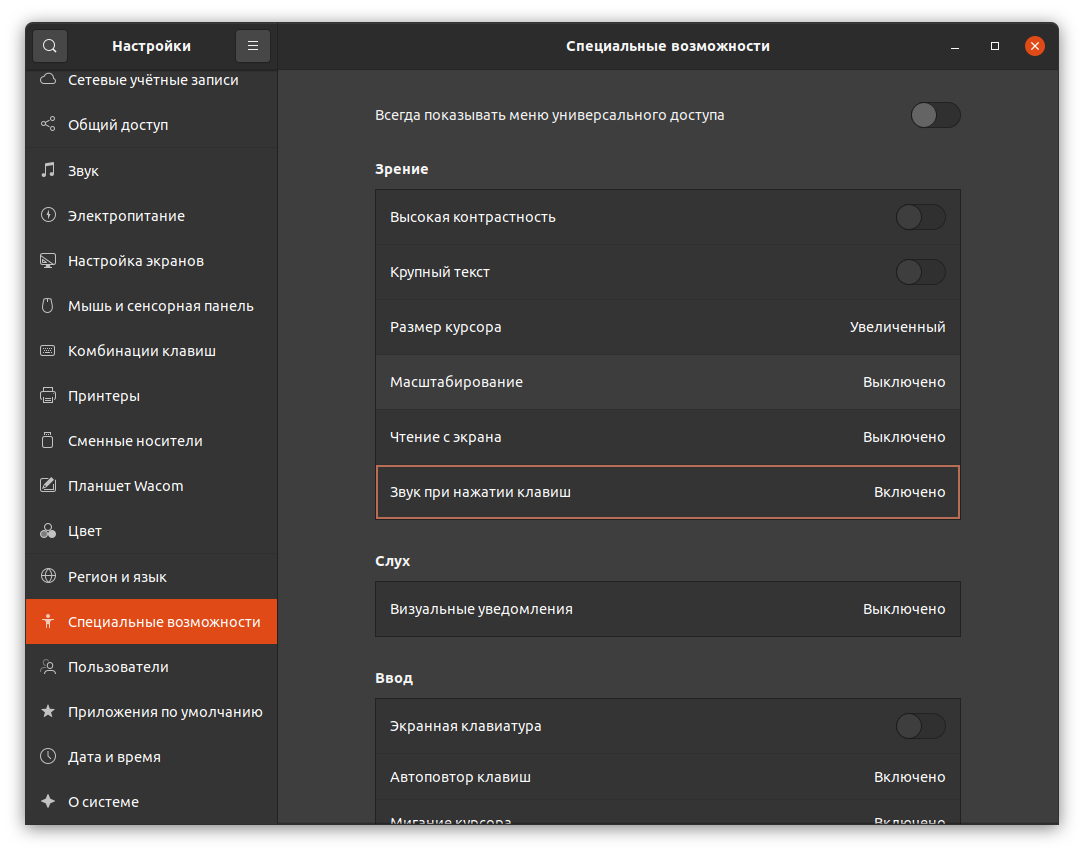 Настройки
Специальные возможности
Сетевые учётные записи
Общий доступ
Звук
Электропитание
Настройка экранов
Мышь и сенсорная панель
Комбинации клавиш
Принтеры
Сменные носители
Планшет Wacom
Цвет
Регион и язык
Специальные возможности
Пользователи
Приложения по умолчанию
Дата и время
О системе
Всегда показывать меню универсального доступа
Зрение
Высокая контрастность
Крупный текст
Размер курсора Увеличенный
Масштабирование Выключено
Чтение с экрана Выключено
Звук при нажатии клавиш Включено
Слух
Визуальные уведомления Выключено
Ввод
Экранная клавиатура
Автоповтор клавиш Включено
Мигание курсора Включено